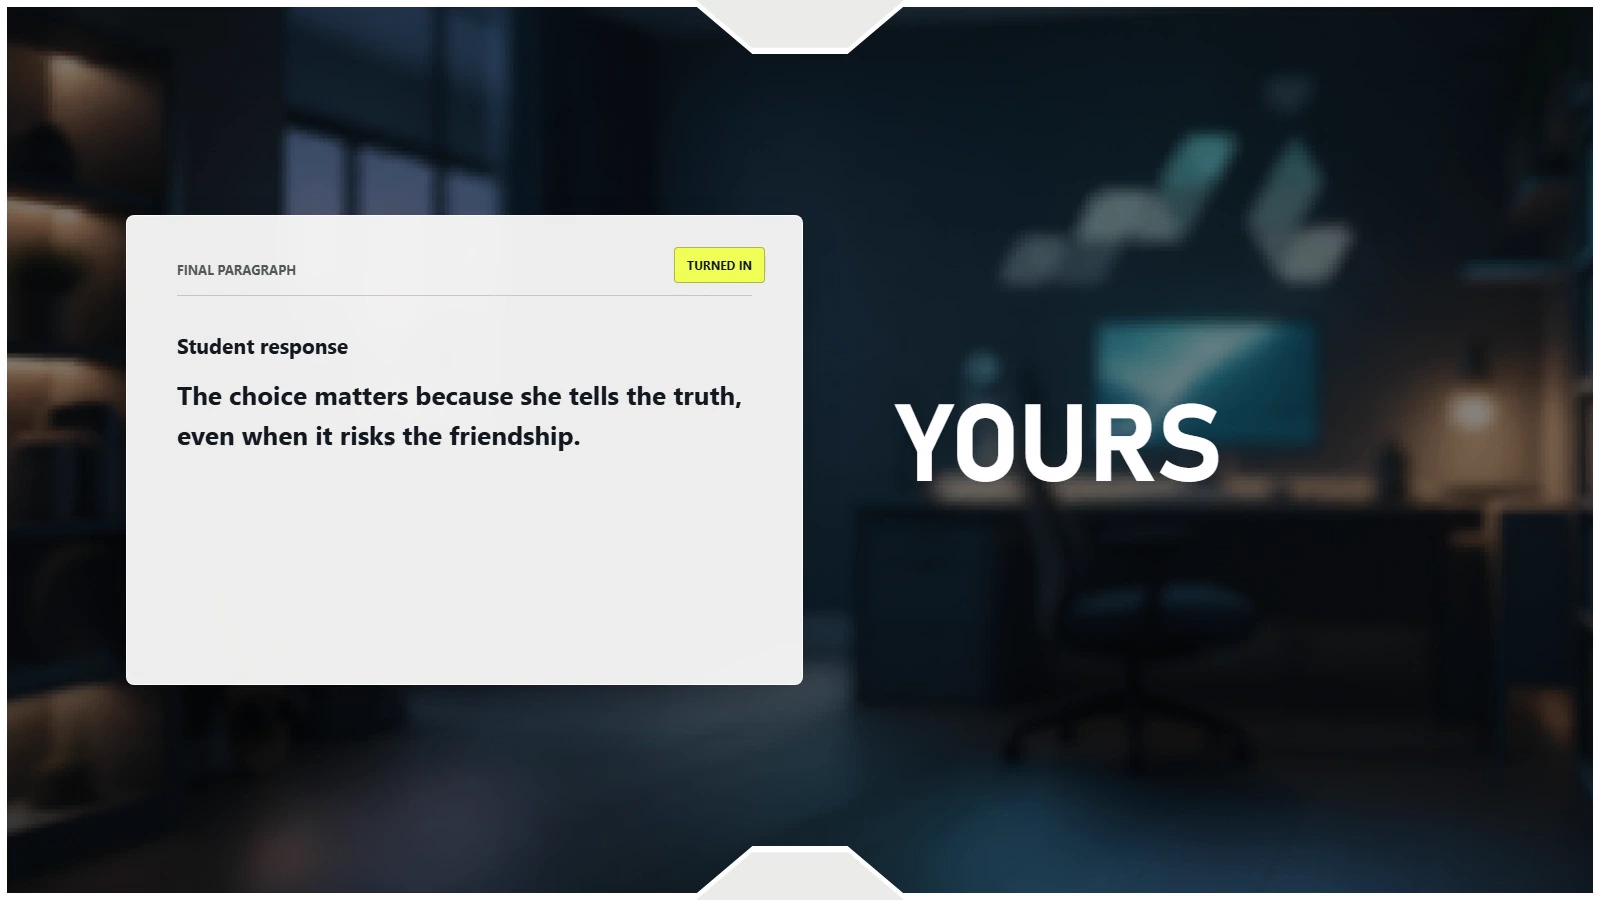 FINAL PARAGRAPH
TURNED IN
Student response
The choice matters because she tells the truth,
even when it risks the friendship.
YOURS